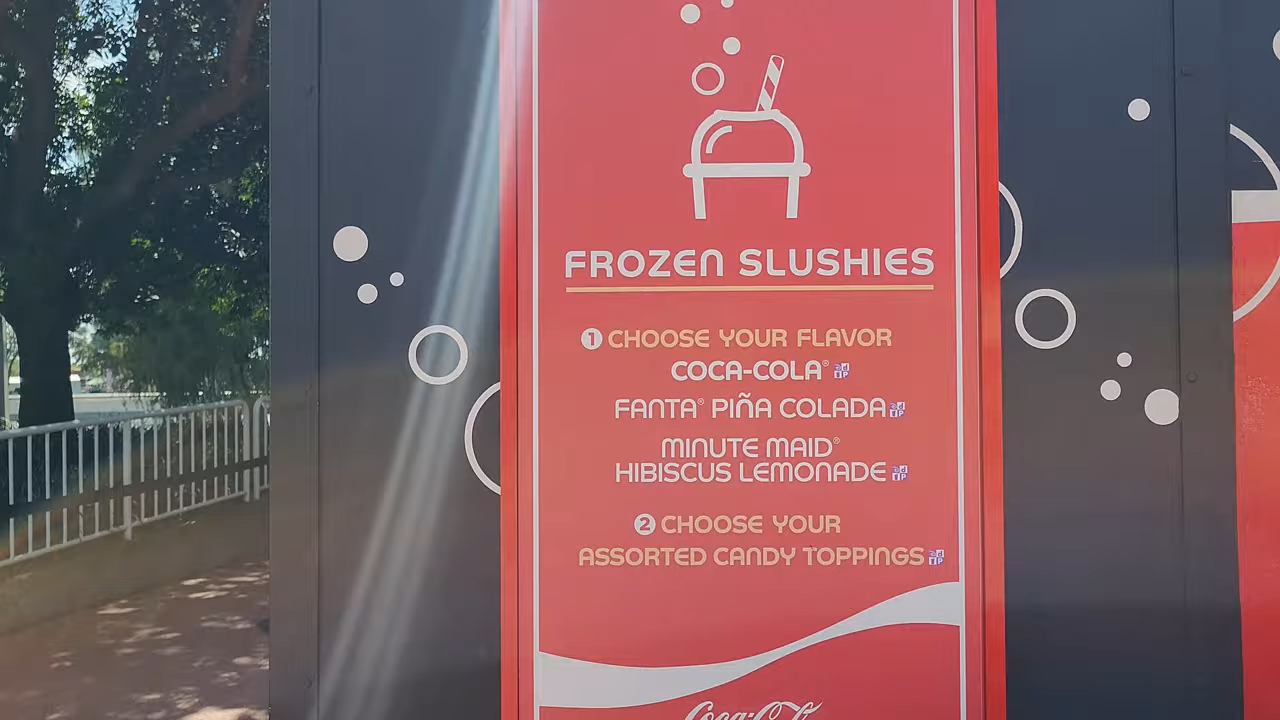 FROZEN SLUSHIES
1 CHOOSE YOUR FLAVOR
COCA-COLA®
FANTA® PIÑA COLADA
MINUTE MAID®
HIBISCUS LEMONADE
2 CHOOSE YOUR
ASSORTED CANDY TOPPINGS
Coca-Cola